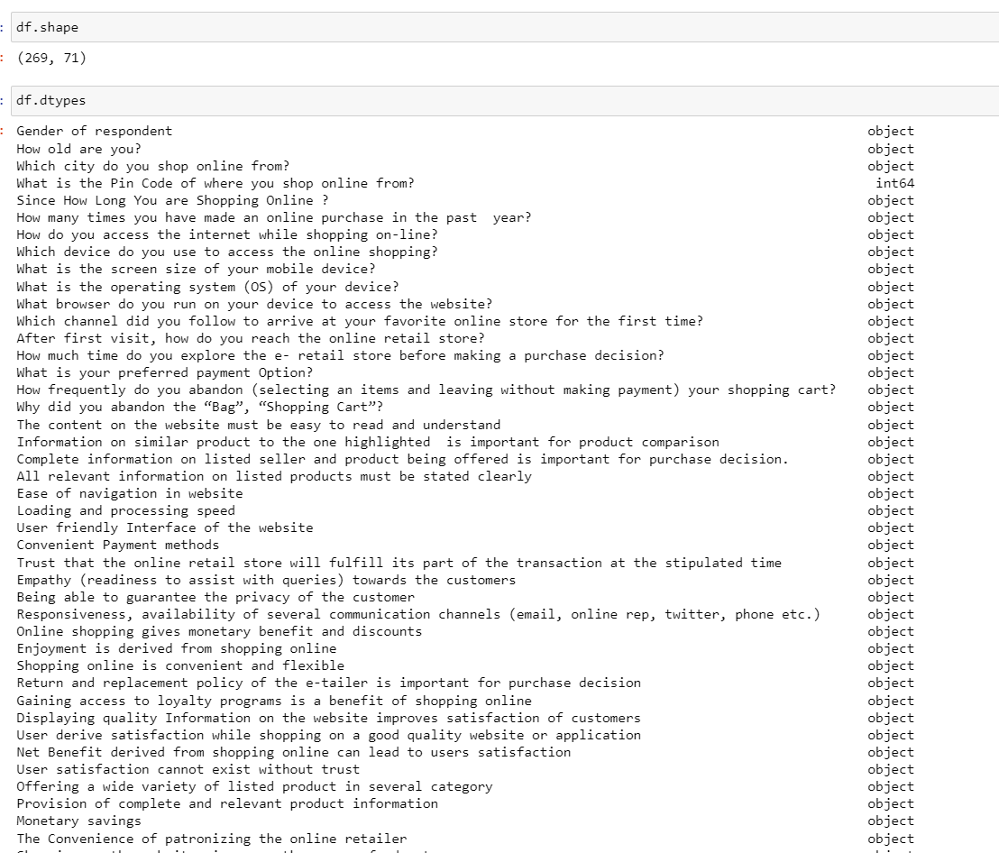 : df.shape
: (269, 71)
: df.dtypes
: Gender of respondent object
How old are you? object
Which city do you shop online from? object
What is the Pin Code of where you shop online from? int64
Since How Long You are Shopping Online ? object
How many times you have made an online purchase in the past  year? object
How do you access the internet while shopping on-line? object
Which device do you use to access the online shopping? object
What is the screen size of your mobile device? object
What is the operating system (OS) of your device? object
What browser do you run on your device to access the website? object
Which channel did you follow to arrive at your favorite online store for the first time? object
After first visit, how do you reach the online retail store? object
How much time do you explore the e- retail store before making a purchase decision? object
What is your preferred payment Option? object
How frequently do you abandon (selecting an items and leaving without making payment) your shopping cart? object
Why did you abandon the “Bag”, “Shopping Cart”? object
The content on the website must be easy to read and understand object
Information on similar product to the one highlighted  is important for product comparison object
Complete information on listed seller and product being offered is important for purchase decision. object
All relevant information on listed products must be stated clearly object
Ease of navigation in website object
Loading and processing speed object
User friendly Interface of the website object
Convenient Payment methods object
Trust that the online retail store will fulfill its part of the transaction at the stipulated time object
Empathy (readiness to assist with queries) towards the customers object
Being able to guarantee the privacy of the customer object
Responsiveness, availability of several communication channels (email, online rep, twitter, phone etc.) object
Online shopping gives monetary benefit and discounts object
Enjoyment is derived from shopping online object
Shopping online is convenient and flexible object
Return and replacement policy of the e-tailer is important for purchase decision object
Gaining access to loyalty programs is a benefit of shopping online object
Displaying quality Information on the website improves satisfaction of customers object
User derive satisfaction while shopping on a good quality website or application object
Net Benefit derived from shopping online can lead to users satisfaction object
User satisfaction cannot exist without trust object
Offering a wide variety of listed product in several category object
Provision of complete and relevant product information object
Monetary savings object
The Convenience of patronizing the online retailer object